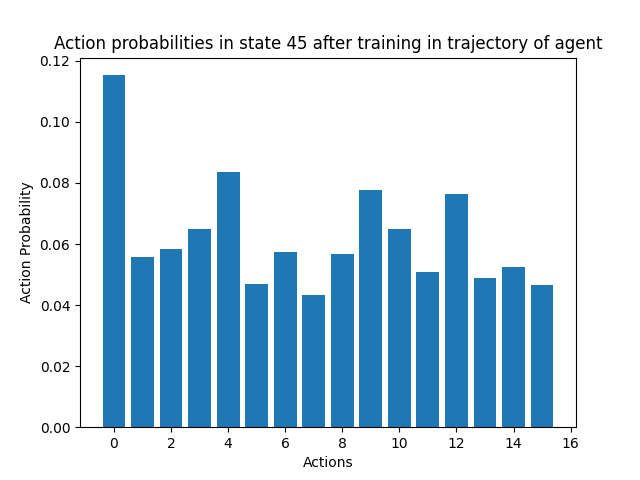 Action probabilities in state 45 after training in trajectory of agent
0.12
0.10
0.08
0.06
0.04
0.02
0.00
Action Probability
0 2 4 6 8 10 12 14 16
Actions